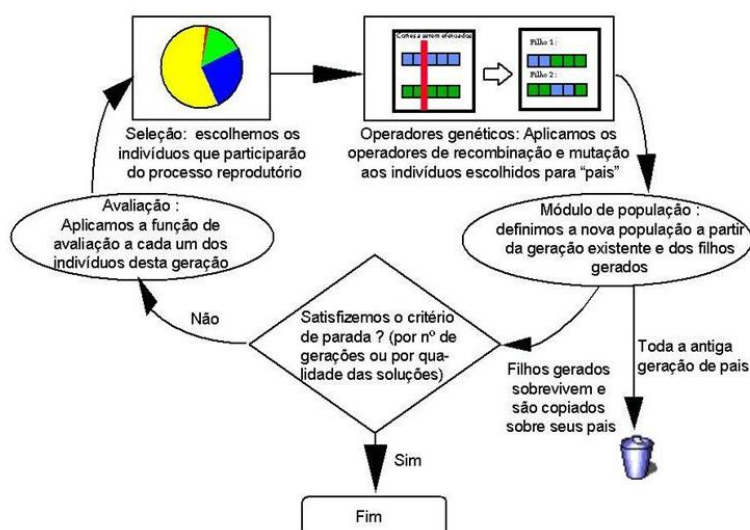 Cortes a serem efetuados:
Filho 1:
Filho 2:
Seleção: escolhemos os
indivíduos que participarão
do processo reprodutório
Operadores genéticos: Aplicamos os
operadores de recombinação e mutação
aos indivíduos escolhidos para “pais”
Avaliação :
Aplicamos a função de
avaliação a cada um dos
indivíduos desta geração
Módulo de população :
definimos a nova população a partir
da geração existente e dos filhos
gerados
Não
Satisfizemos o critério
de parada ? (por nº de
gerações ou por qua-
lidade das soluções)
Filhos gerados
sobrevivem e
são copiados
sobre seus pais
Toda a antiga
geração de pais
Sim
Fim